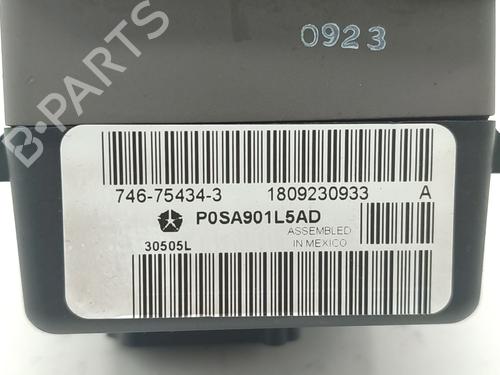 0923
B-PARTS
746-75434-3 1809230933 A
P0SA901L5AD
ASSEMBLED
IN MEXICO
30505L